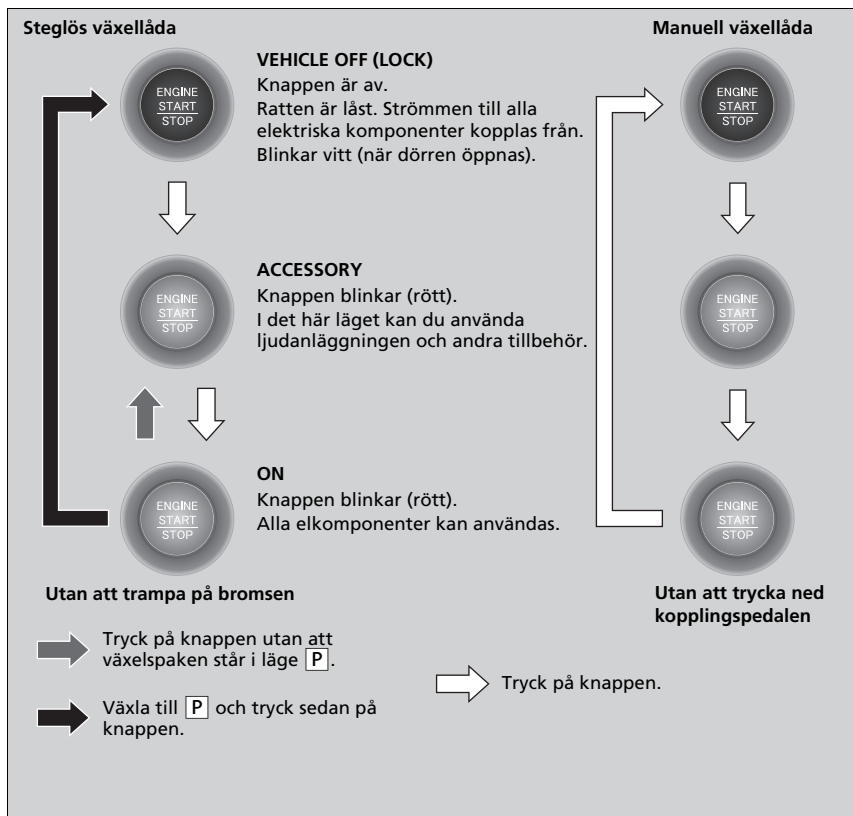 Steglös växellåda
Manuell växellåda
ENGINE
START
STOP
VEHICLE OFF (LOCK)
Knappen är av.
Ratten är låst. Strömmen till alla
elektriska komponenter kopplas från.
Blinkar vitt (när dörren öppnas).
ENGINE
START
STOP
ENGINE
START
STOP
ACCESSORY
Knappen blinkar (rött).
I det här läget kan du använda
ljudanläggningen och andra tillbehör.
ENGINE
START
STOP
ENGINE
START
STOP
ON
Knappen blinkar (rött).
Alla elkomponenter kan användas.
ENGINE
START
STOP
Utan att trampa på bromsen
Utan att trycka ned
kopplingspedalen
Tryck på knappen utan att
växelspaken står i läge P.
Växla till P och tryck sedan på
knappen.
Tryck på knappen.